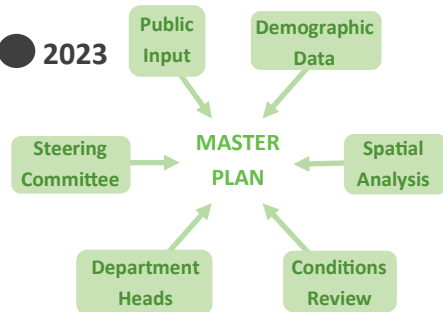 2023
Public
Input
Demographic
Data
Steering
Committee
MASTER
PLAN
Spatial
Analysis
Department
Heads
Conditions
Review